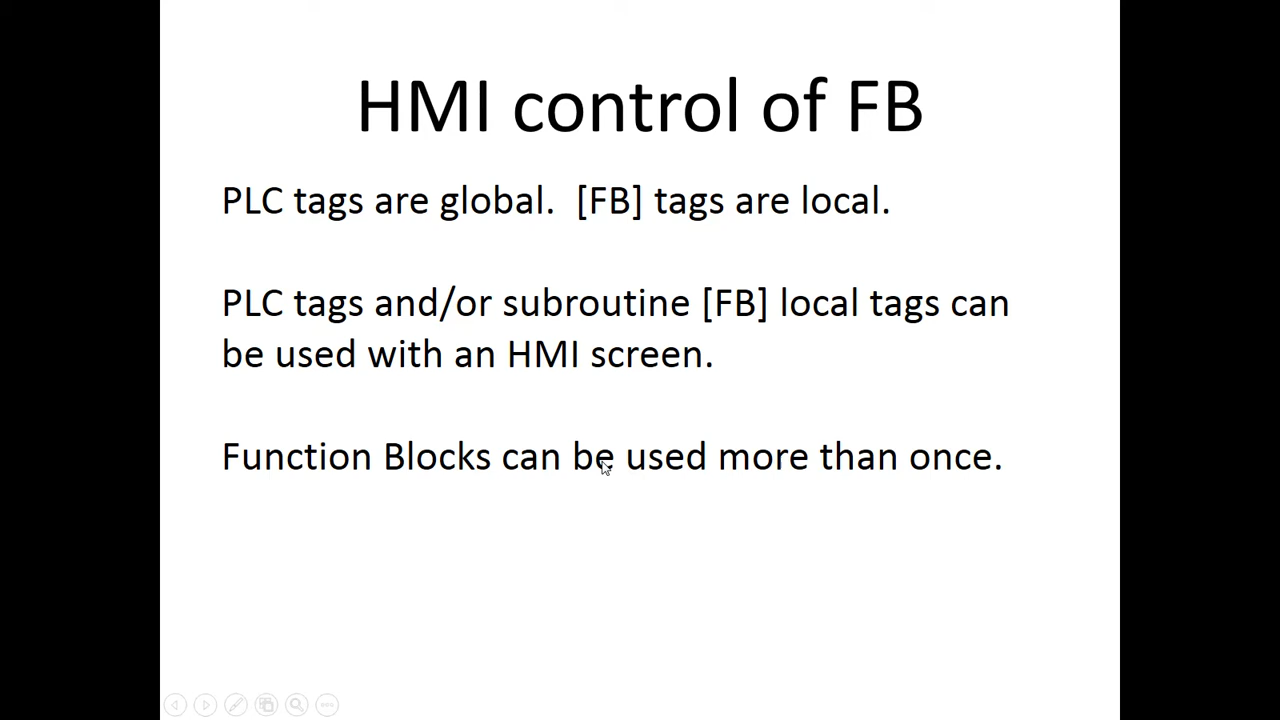 HMI control of FB
PLC tags are global.  [FB] tags are local.
PLC tags and/or subroutine [FB] local tags can
be used with an HMI screen.
Function Blocks can be used more than once.